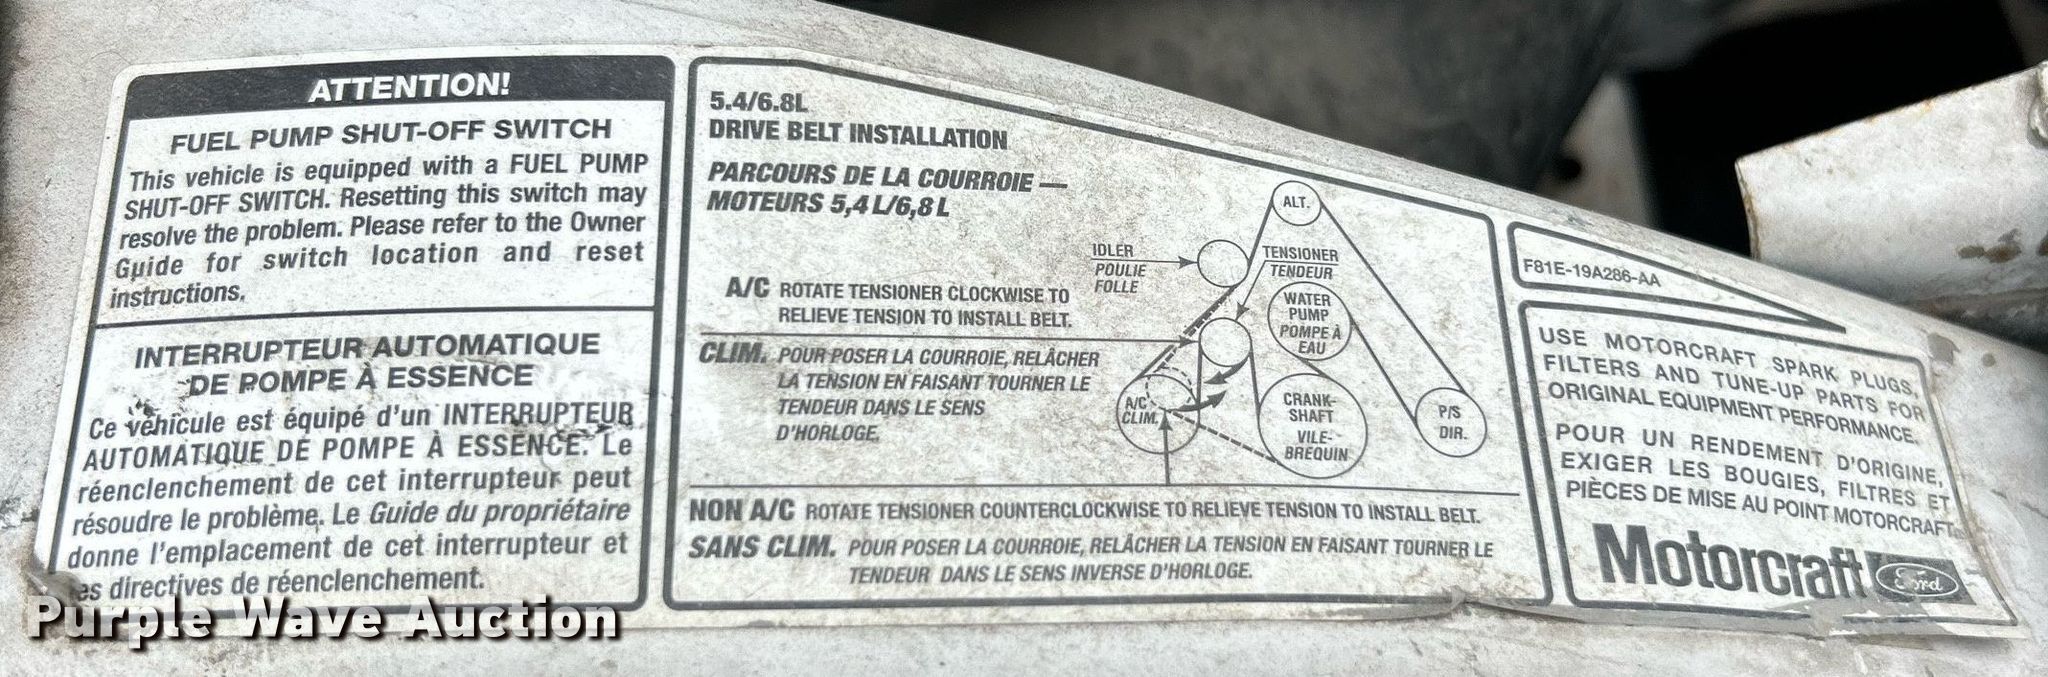 ATTENTION!
FUEL PUMP SHUT-OFF SWITCH
This vehicle is equipped with a FUEL PUMP
SHUT-OFF SWITCH. Resetting this switch may
resolve the problem. Please refer to the Owner
Guide for switch location and reset
instructions.
INTERRUPTEUR AUTOMATIQUE
DE POMPE À ESSENCE
Ce véhicule est équipé d'un INTERRUPTEUR
AUTOMATIQUE DE POMPE À ESSENCE. Le
réenclenchement de cet interrupteur peut
résoudre le problème. Le Guide du propriétaire
donne l'emplacement de cet interrupteur et
les directives de réenclenchement.
5.4/6.8L
DRIVE BELT INSTALLATION
PARCOURS DE LA COURROIE —
MOTEURS 5,4 L/6,8 L
A/C ROTATE TENSIONER CLOCKWISE TO
RELIEVE TENSION TO INSTALL BELT.
CLIM. POUR POSER LA COURROIE, RELÂCHER
LA TENSION EN FAISANT TOURNER LE
TENDEUR DANS LE SENS
D'HORLOGE.
ALT.
IDLER
POULIE
FOLLE
TENSIONER
TENDEUR
WATER
PUMP
POMPE À
EAU
A/C
CLIM.
CRANK-
SHAFT
VILE-
BREQUIN
P/S
DIR.
NON A/C ROTATE TENSIONER COUNTERCLOCKWISE TO RELIEVE TENSION TO INSTALL BELT.
SANS CLIM. POUR POSER LA COURROIE, RELÂCHER LA TENSION EN FAISANT TOURNER LE
TENDEUR DANS LE SENS INVERSE D'HORLOGE.
F81E-19A286-AA
USE MOTORCRAFT SPARK PLUGS,
FILTERS AND TUNE-UP PARTS FOR
ORIGINAL EQUIPMENT PERFORMANCE.
POUR UN RENDEMENT D'ORIGINE,
EXIGER LES BOUGIES, FILTRES ET
PIÈCES DE MISE AU POINT MOTORCRAFT.
Motorcraft Ford
Purple Wave Auction